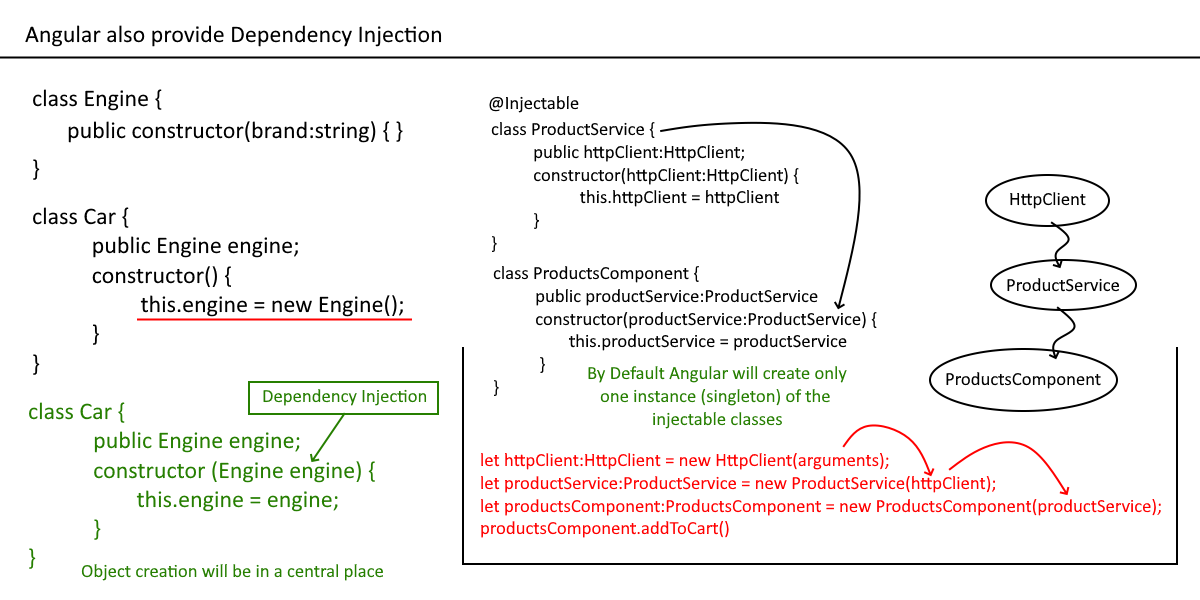 Angular also provide Dependency Injection
class Engine {
public constructor(brand:string) { }
}
class Car {
public Engine engine;
constructor() {
this.engine = new Engine();
}
}
Dependency Injection
class Car {
public Engine engine;
constructor (Engine engine) {
this.engine = engine;
}
}
Object creation will be in a central place
@Injectable
class ProductService {
public httpClient:HttpClient;
constructor(httpClient:HttpClient) {
this.httpClient = httpClient
}
}
class ProductsComponent {
public productService:ProductService
constructor(productService:ProductService) {
this.productService = productService
}
}
By Default Angular will create only
one instance (singleton) of the
injectable classes
let httpClient:HttpClient = new HttpClient(arguments);
let productService:ProductService = new ProductService(httpClient);
let productsComponent:ProductsComponent = new ProductsComponent(productService);
productsComponent.addToCart()
HttpClient
ProductService
ProductsComponent